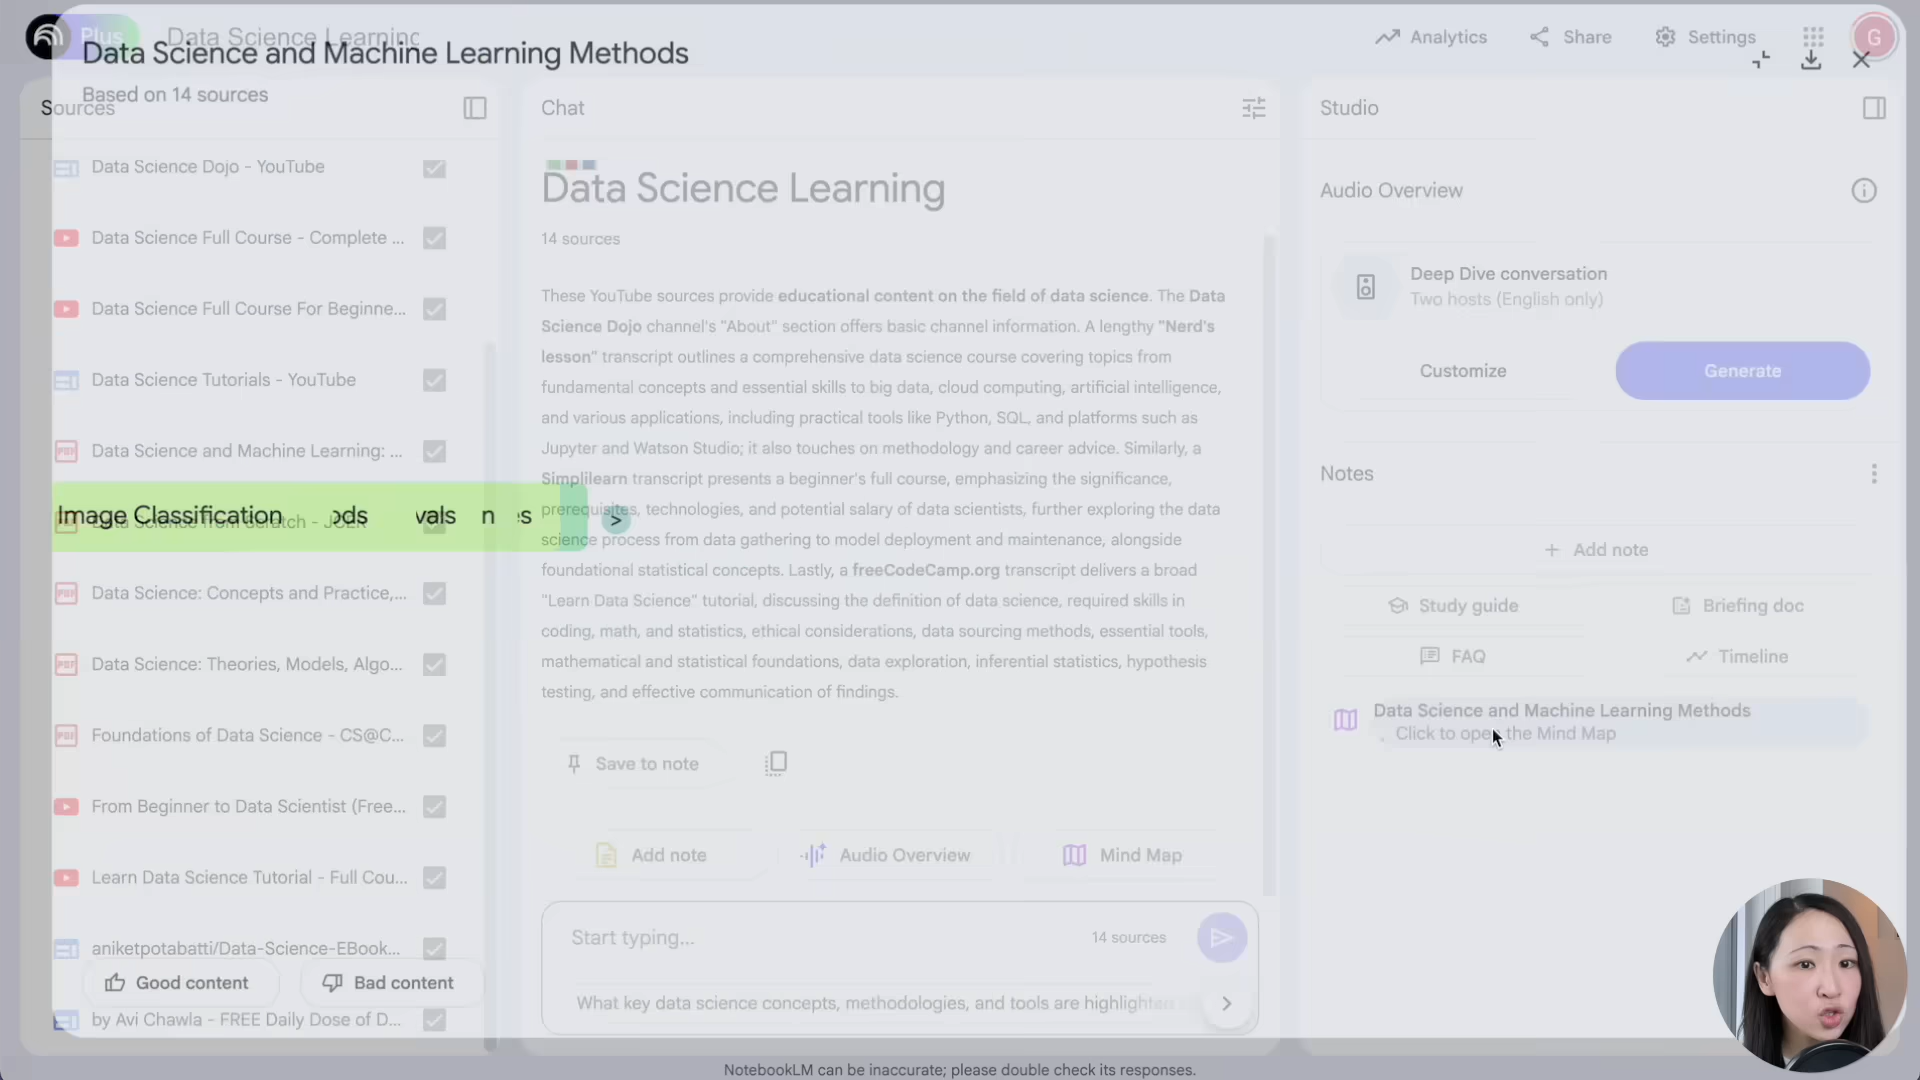 Plus
Data Science Learning
Analytics
Share
Settings
G
Data Science and Machine Learning Methods
Based on 14 sources
Sources
Data Science Dojo - YouTube
Data Science Full Course - Complete ...
Data Science Full Course For Beginne...
Data Science Tutorials - YouTube
Data Science and Machine Learning: ...
Image Classification
ods
vals
n
es
>
Data Science from Scratch - JCER
Data Science: Concepts and Practice,...
Data Science: Theories, Models, Algo...
Foundations of Data Science - CS@C...
From Beginner to Data Scientist (Free...
Learn Data Science Tutorial - Full Cou...
aniketpotabatti/Data-Science-EBook...
Good content
Bad content
by Avi Chawla - FREE Daily Dose of D...
Chat
Data Science Learning
14 sources
These YouTube sources provide educational content on the field of data science. The Data
Science Dojo channel's "About" section offers basic channel information. A lengthy "Nerd's
lesson" transcript outlines a comprehensive data science course covering topics from
fundamental concepts and essential skills to big data, cloud computing, artificial intelligence,
and various applications, including practical tools like Python, SQL, and platforms such as
Jupyter and Watson Studio; it also touches on methodology and career advice. Similarly, a
Simplilearn transcript presents a beginner's full course, emphasizing the significance,
prerequisites, technologies, and potential salary of data scientists, further exploring the data
science process from data gathering to model deployment and maintenance, alongside
foundational statistical concepts. Lastly, a freeCodeCamp.org transcript delivers a broad
"Learn Data Science" tutorial, discussing the definition of data science, required skills in
coding, math, and statistics, ethical considerations, data sourcing methods, essential tools,
mathematical and statistical foundations, data exploration, inferential statistics, hypothesis
testing, and effective communication of findings.
Save to note
Add note
Audio Overview
Mind Map
Start typing...
14 sources
What key data science concepts, methodologies, and tools are highlighten
Studio
Audio Overview
Deep Dive conversation
Two hosts (English only)
Customize
Generate
Notes
+ Add note
Study guide
Briefing doc
FAQ
Timeline
Data Science and Machine Learning Methods
Click to open the Mind Map
NotebookLM can be inaccurate; please double check its responses.